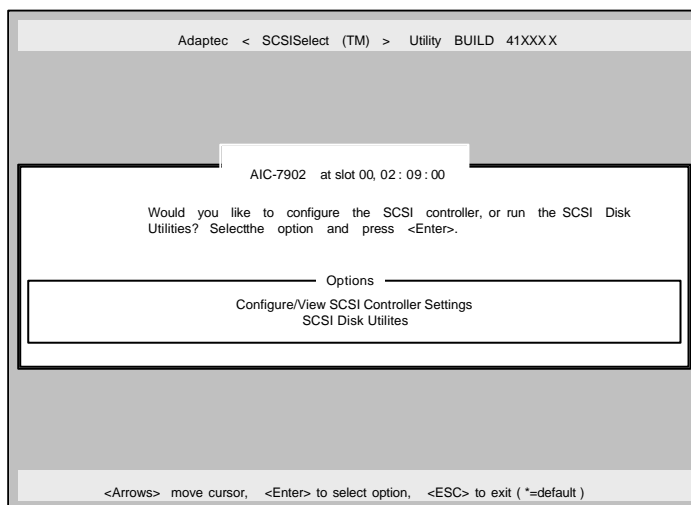 Adaptec < SCSISelect (TM) > Utility BUILD 41XXXX
AIC-7902 at slot 00, 02 : 09 : 00
Would you like to configure the SCSI controller, or run the SCSI Disk
Utilities? Selectthe option and press <Enter>.
Options
Configure/View SCSI Controller Settings
SCSI Disk Utilites
<Arrows> move cursor, <Enter> to select option, <ESC> to exit ( *=default )